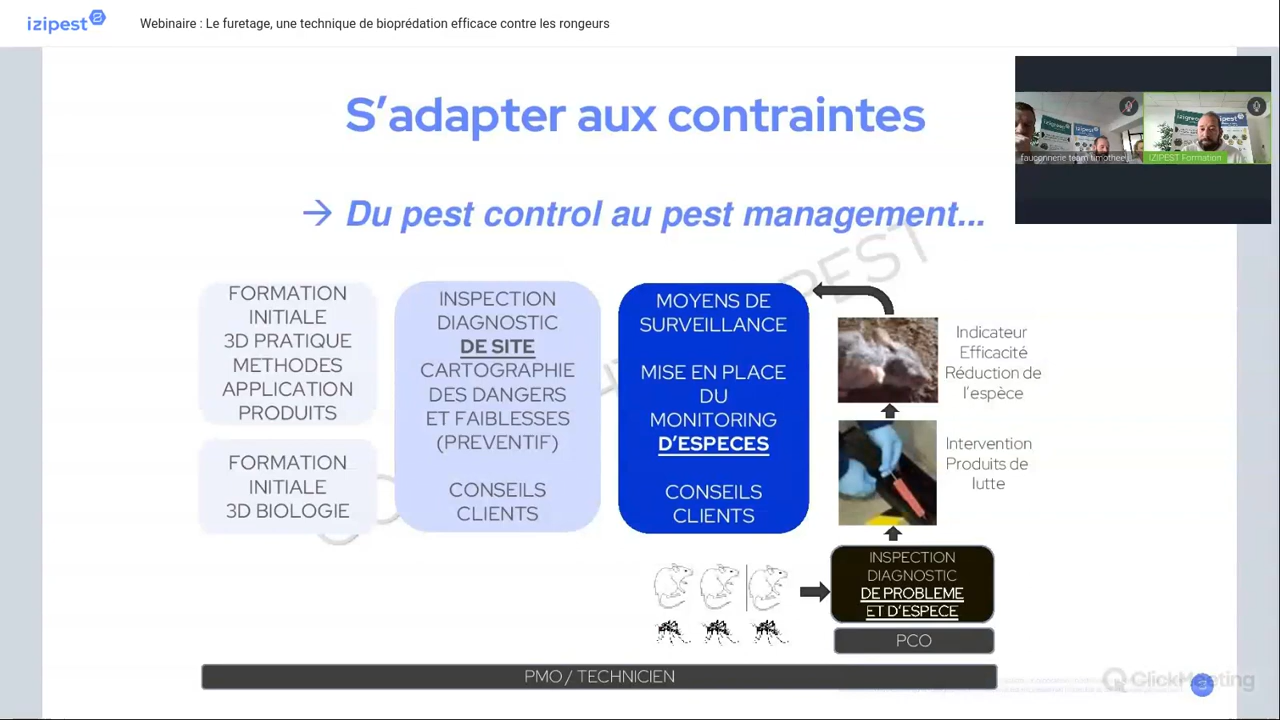 izipest
Webinaire : Le furetage, une technique de bioprédation efficace contre les rongeurs
S'adapter aux contraintes
→ Du pest control au pest management...
fauconnerie team timothee
IZIPEST Formation
FORMATION
INITIALE
3D PRATIQUE
METHODES
APPLICATION
PRODUITS
FORMATION
INITIALE
3D BIOLOGIE
INSPECTION
DIAGNOSTIC
DE SITE
CARTOGRAPHIE
DES DANGERS
ET FAIBLESSES
(PREVENTIF)
CONSEILS
CLIENTS
MOYENS DE
SURVEILLANCE
MISE EN PLACE
DU
MONITORING
D'ESPECES
CONSEILS
CLIENTS
Indicateur
Efficacité
Réduction de
l'espèce
Intervention
Produits de
lutte
INSPECTION
DIAGNOSTIC
DE PROBLEME
ET D'ESPECE
PCO
PMO / TECHNICIEN
ClickMeeting